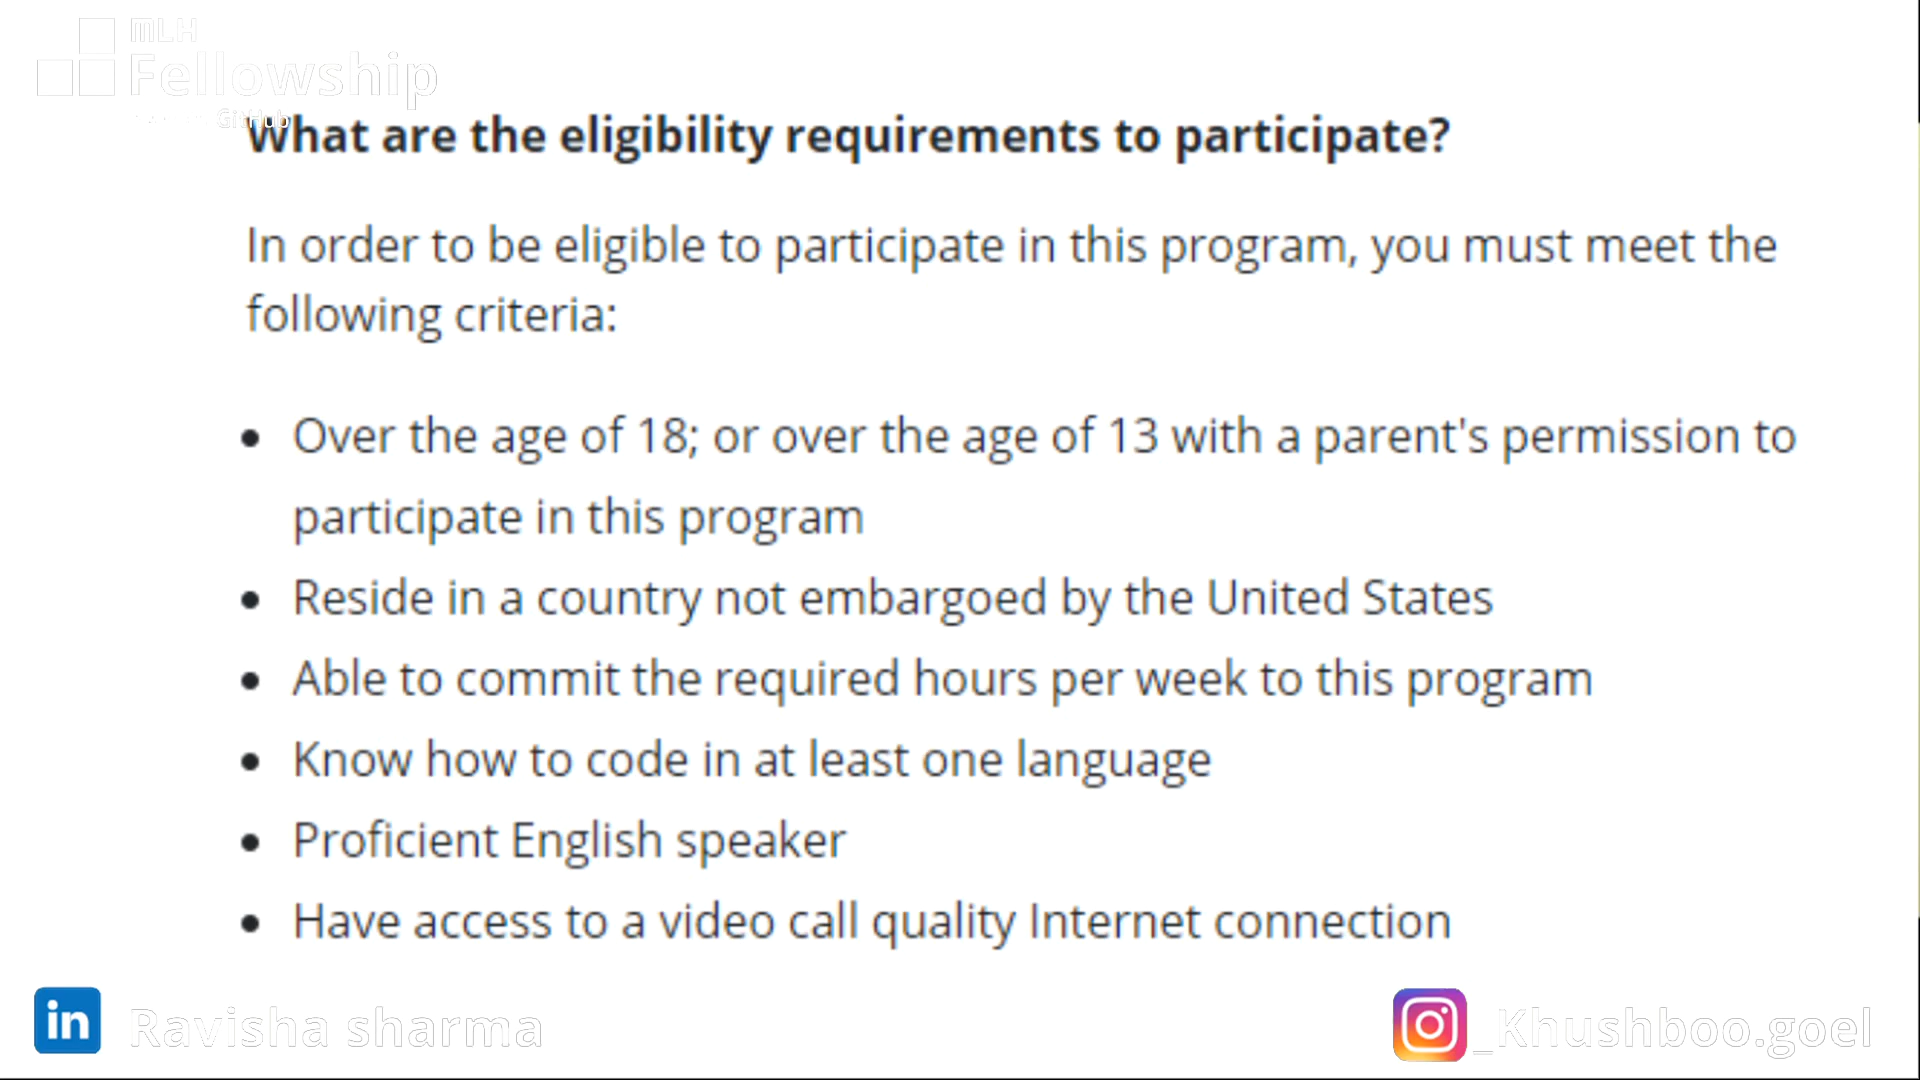 MLH
Fellowship
GitHub
What are the eligibility requirements to participate?
In order to be eligible to participate in this program, you must meet the
following criteria:
Over the age of 18; or over the age of 13 with a parent's permission to
participate in this program
Reside in a country not embargoed by the United States
Able to commit the required hours per week to this program
Know how to code in at least one language
Proficient English speaker
Have access to a video call quality Internet connection
in Ravisha sharma
_Khushboo.goel